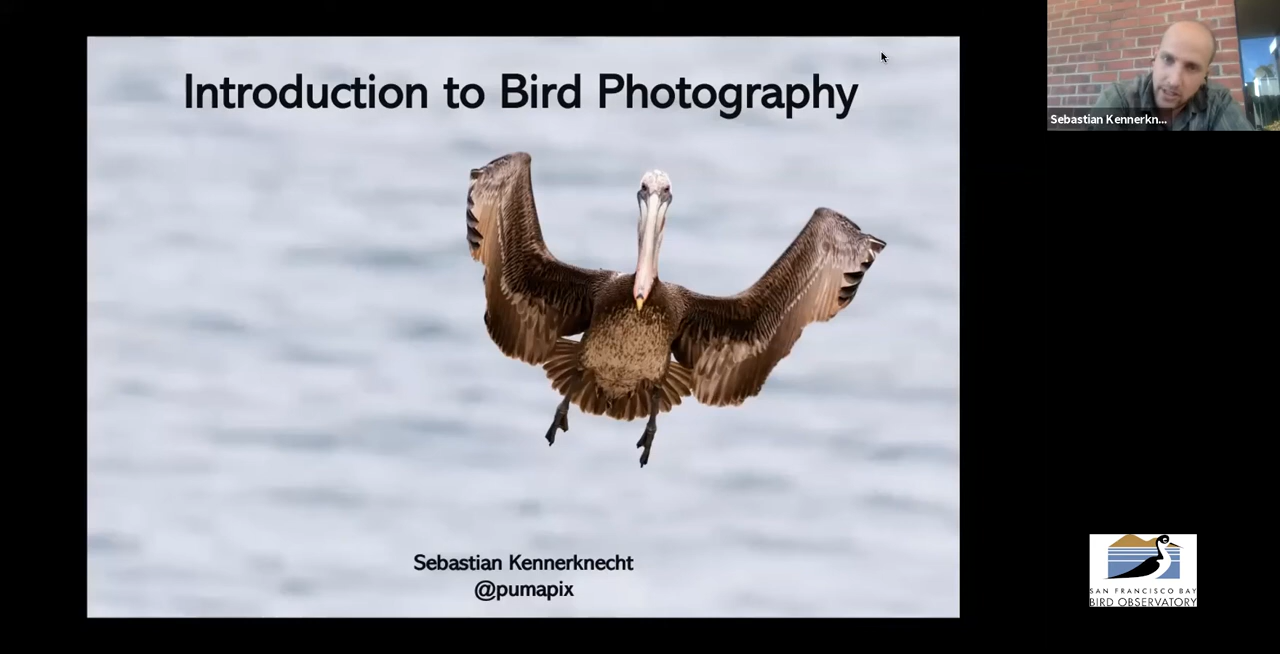 Introduction to Bird Photography
Sebastian Kennerknecht
@pumapix
Sebastian Kennerkn...
SAN FRANCISCO BAY
BIRD OBSERVATORY